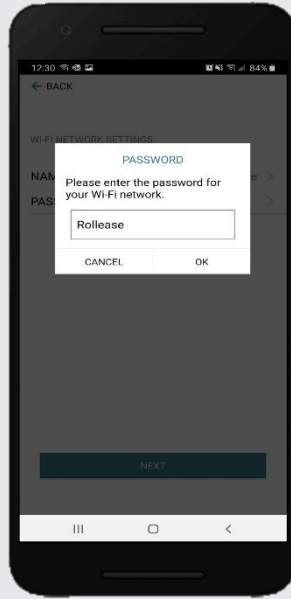 12:30 84%
← BACK
WI-FI NETWORK SETTINGS
PASSWORD
NAM e >
Please enter the password for
your Wi-Fi network.
PAS >
Rollease
CANCEL OK
NEXT